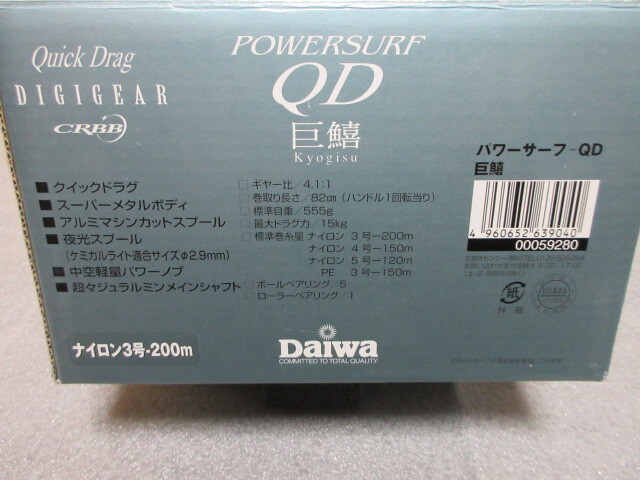 Quick Drag
DIGIGEAR
CRBB
POWERSURF
QD
巨鱚
Kyogisu
■ クイックドラグ
■ スーパーメタルボディ
■ アルミマシンカットスプール
■ 夜光スプール
(ケミカルライト適合サイズφ2.9mm)
■ 中空軽量パワーノブ
■ 超々ジュラルミンメインシャフト
□ ギヤー比/4.1:1
□ 巻取り長さ/82㎝(ハンドル1回転当り)
□ 標準自重/555g
□ 最大ドラグ力/15kg
□ 標準巻糸量 ナイロン 3号-200m
ナイロン 4号-150m
ナイロン 5号-120m
PE 3号-150m
□ ボールベアリング/5
□ ローラーベアリング/1
ナイロン3号-200m
Daiwa
COMMITTED TO TOTAL QUALITY
パワーサーフ-QD
巨鱚
4 960652 639040
00059280
紙
外箱